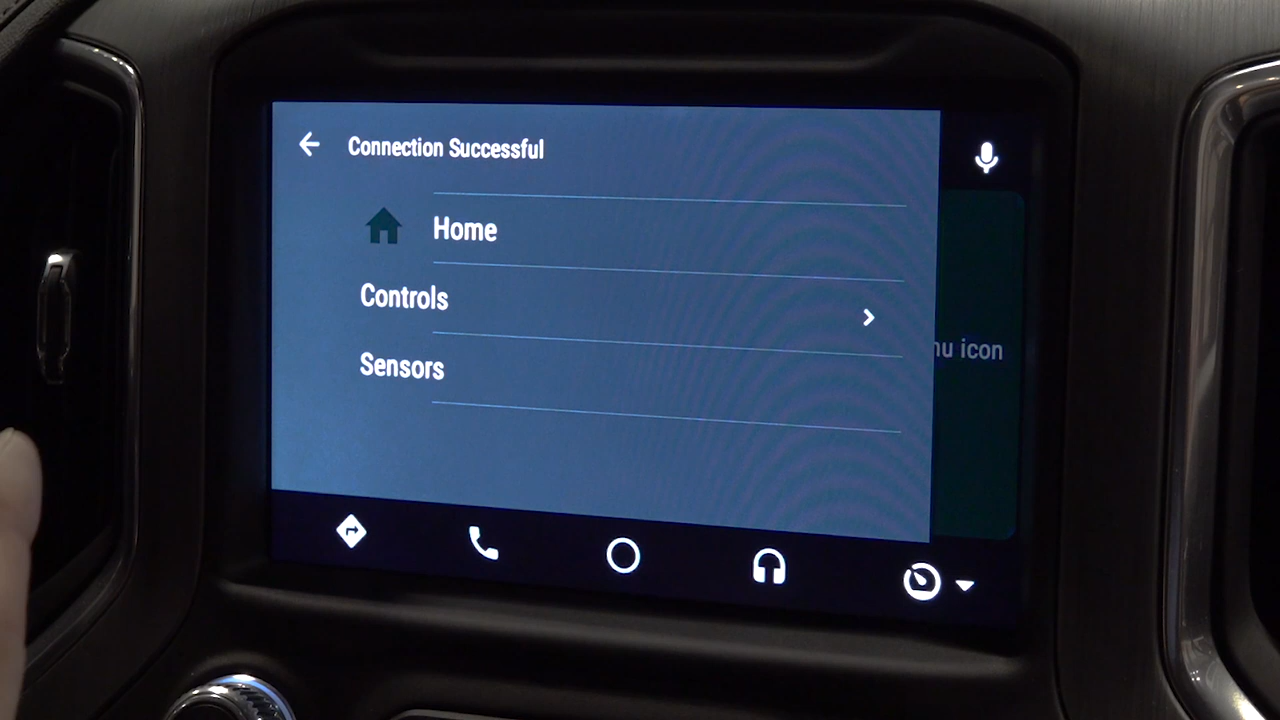 Connection Successful
Home
Controls
Sensors
nu icon